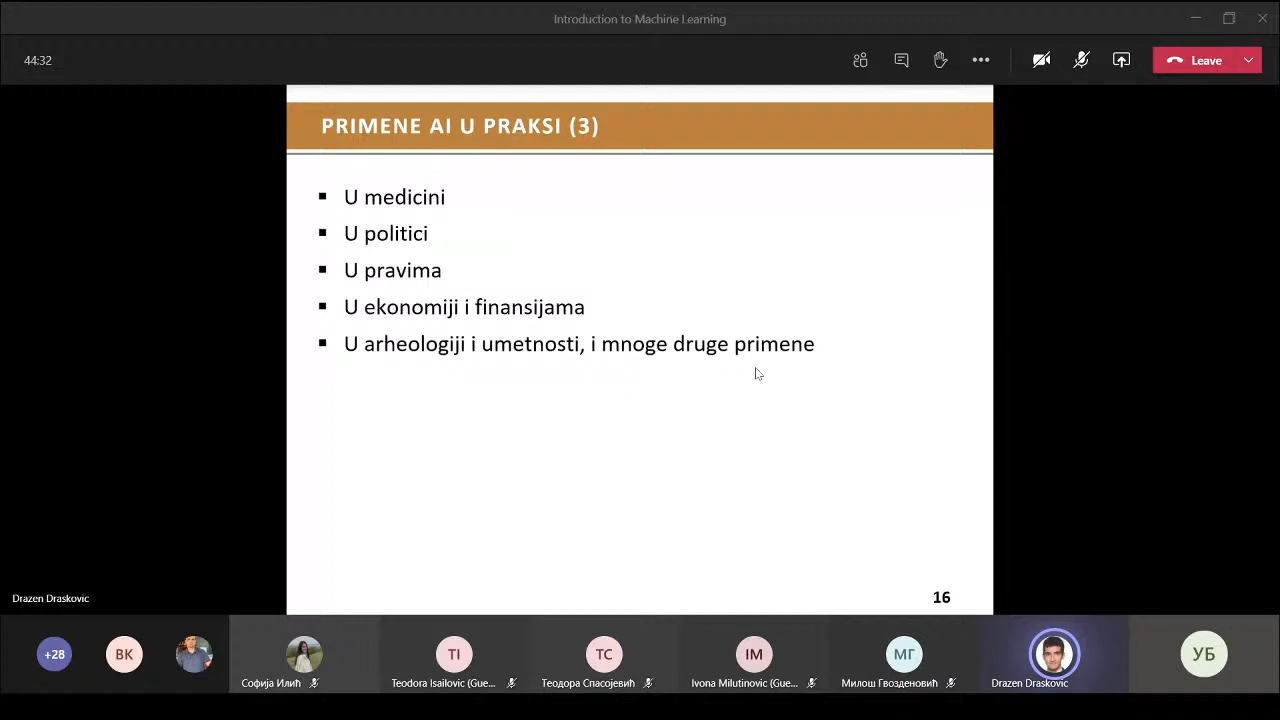 Introduction to Machine Learning
44:32
Leave
PRIMENE AI U PRAKSI (3)
U medicini
U politici
U pravima
U ekonomiji i finansijama
U arheologiji i umetnosti, i mnoge druge primene
16
Drazen Draskovic
+28
ВК
TI
ТС
IM
МГ
УБ
Софија Илић
Teodora Isailovic (Gue...
Теодора Спасојевић
Ivona Milutinovic (Gue...
Милош Гвозденовић
Drazen Draskovic